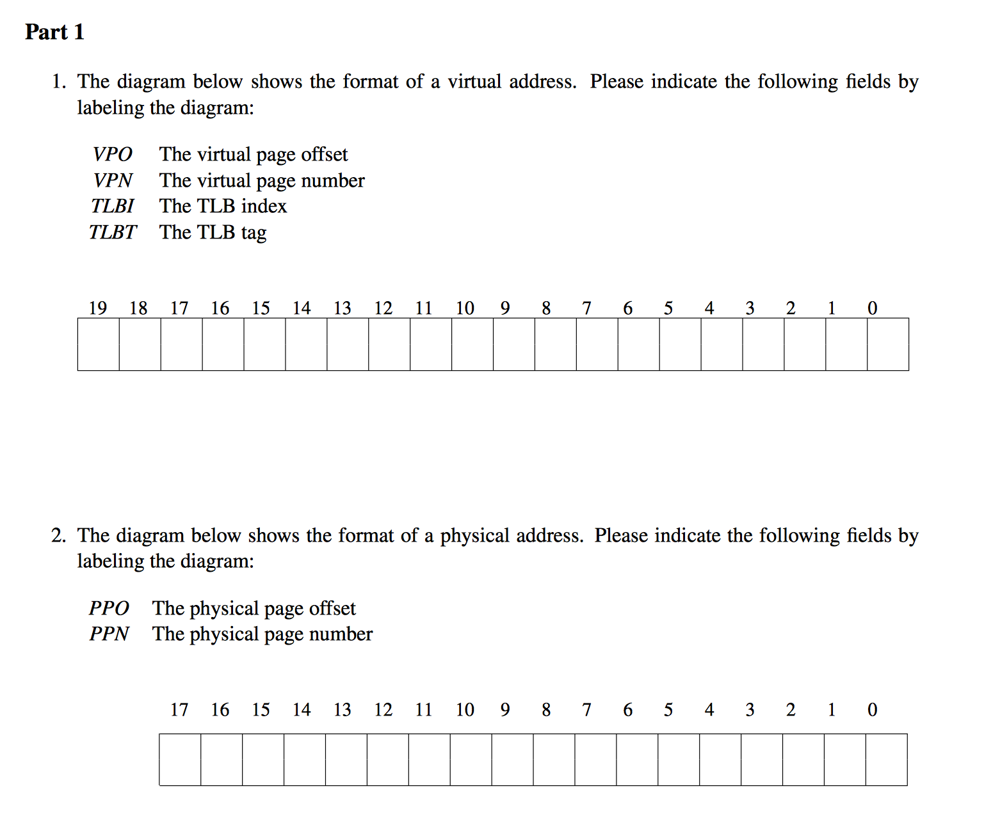 Part 1
1. The diagram below shows the format of a virtual address. Please indicate the following fields by
labeling the diagram:
VPO The virtual page offset
VPN The virtual page number
TLBI The TLB index
TLBT The TLB tag
19 18 17 16 15 14 13 12 11 10 9 8 7 6 5 4 3 2 1 0
2. The diagram below shows the format of a physical address. Please indicate the following fields by
labeling the diagram:
PPO The physical page offset
PPN The physical page number
17 16 15 14 13 12 11 10 9 8 7 6 5 4 3 2 1 0